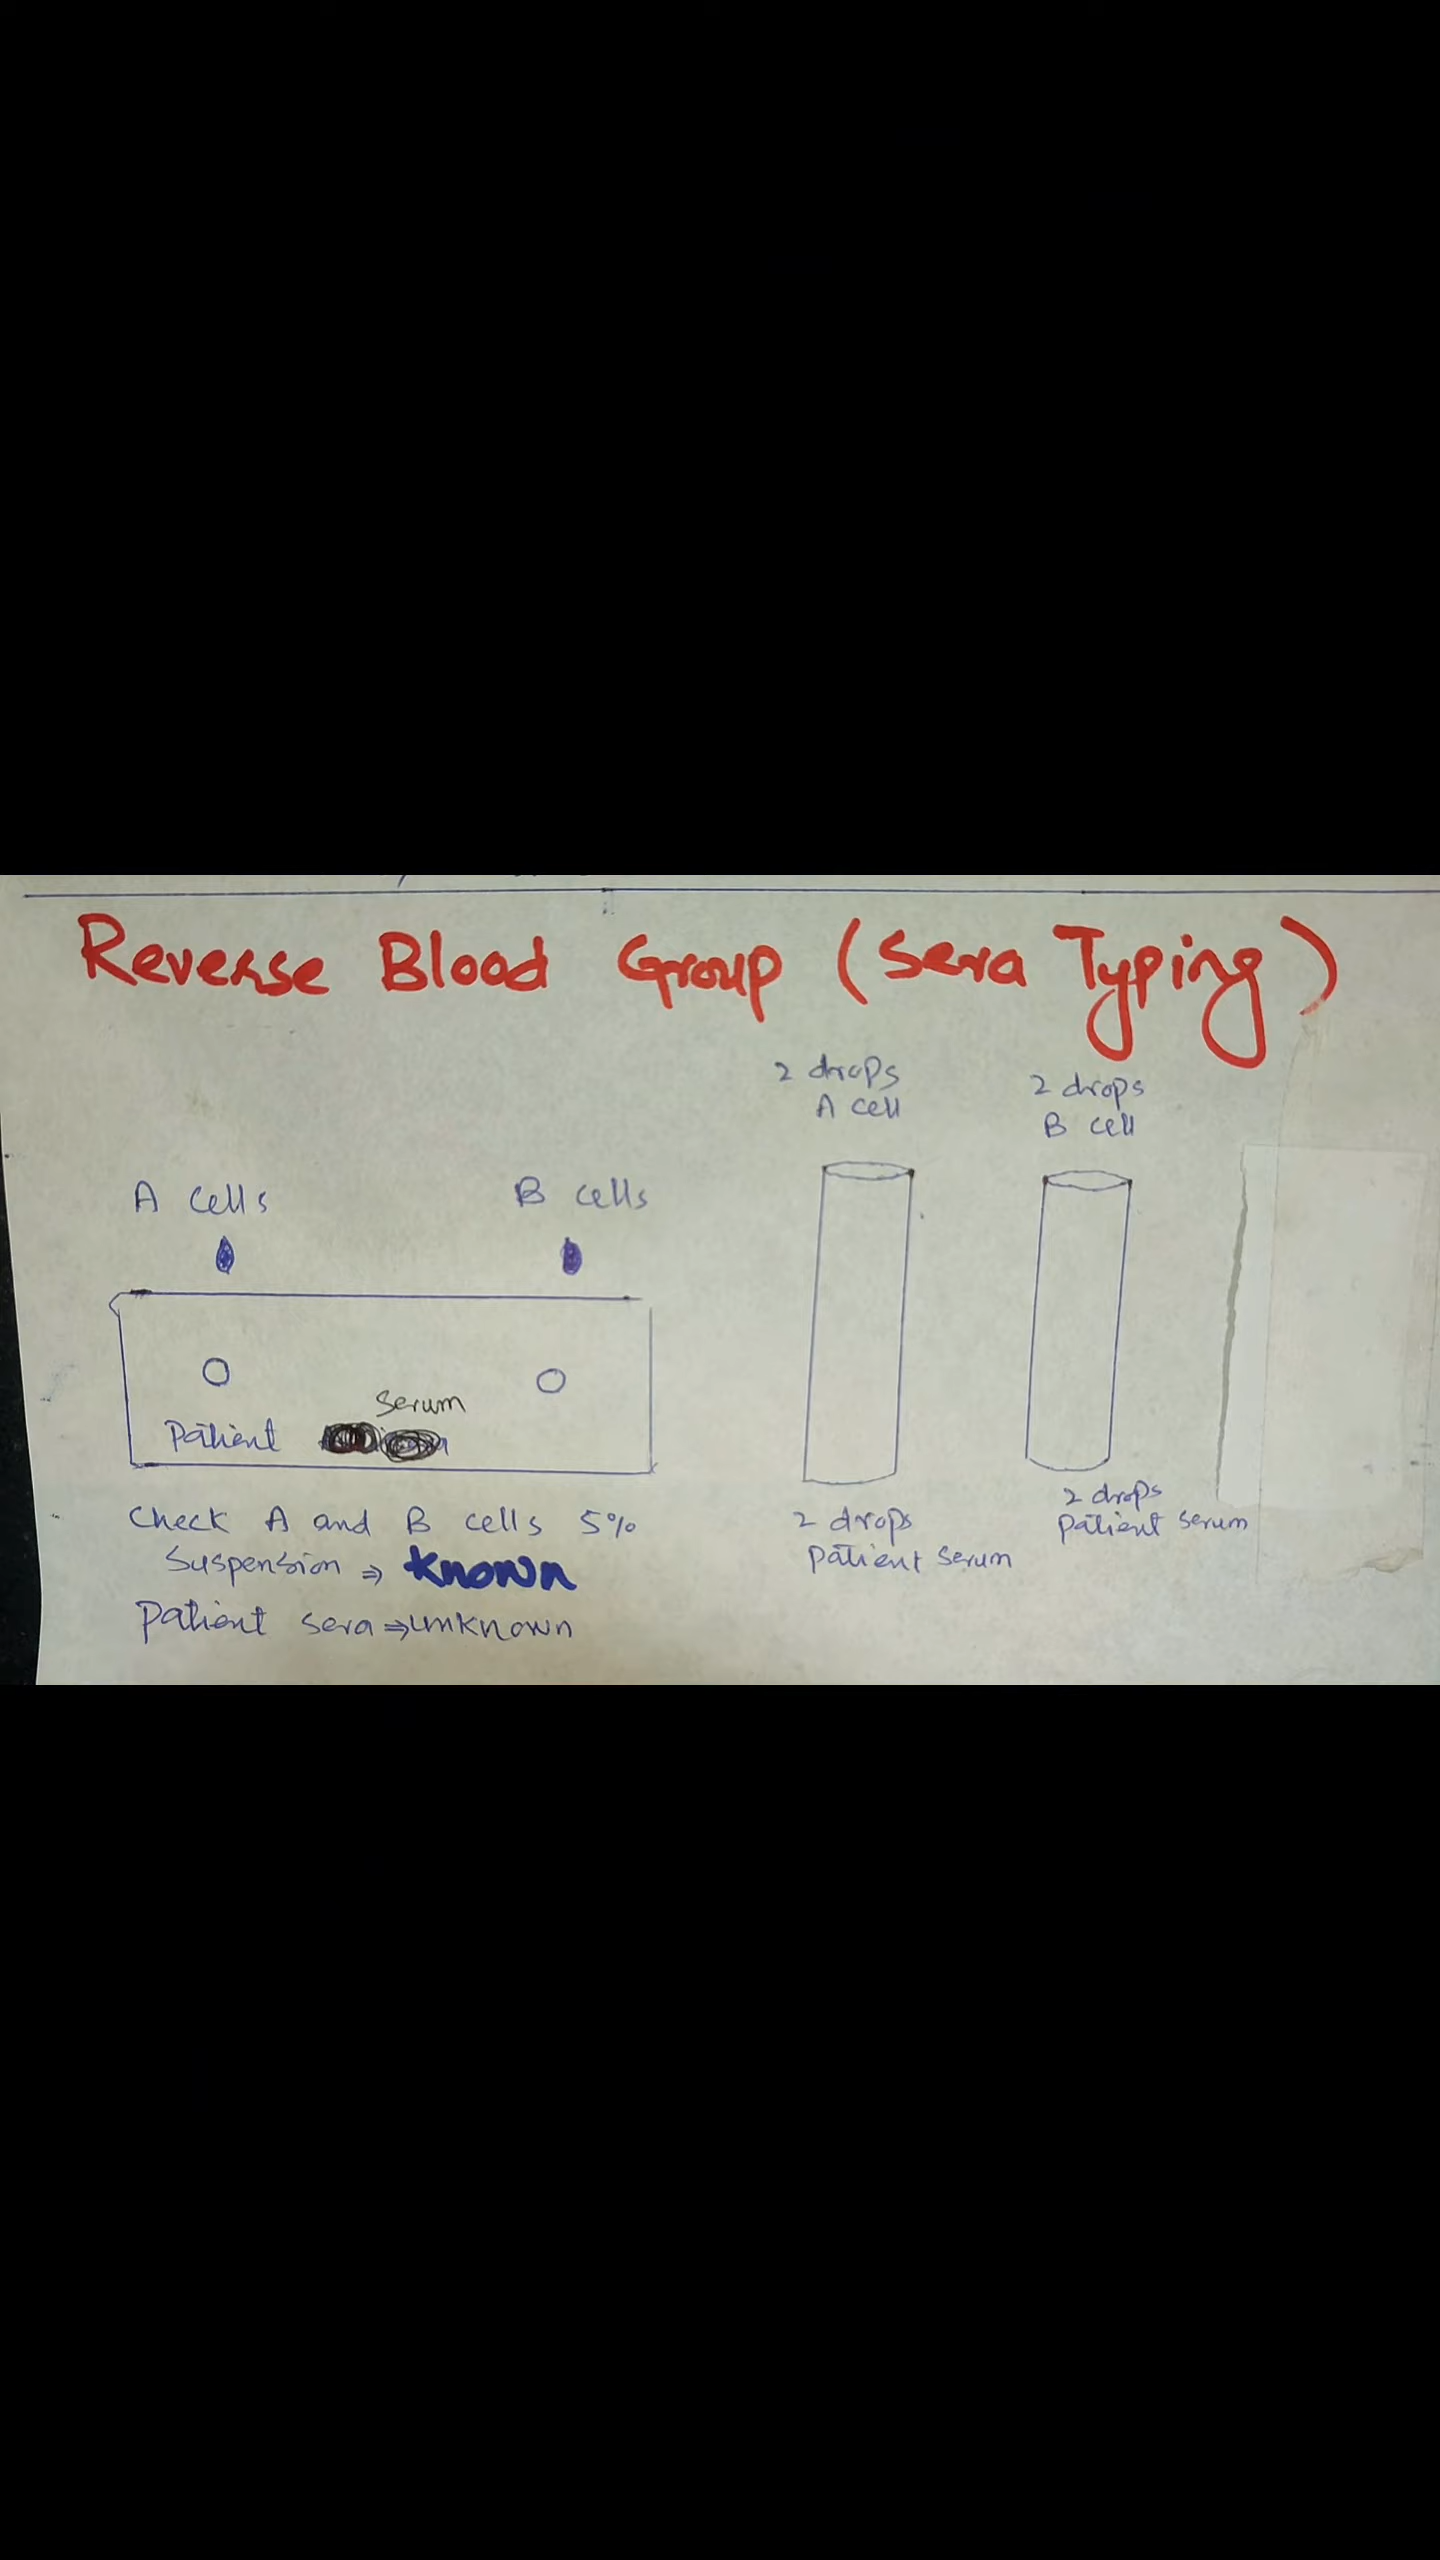 Reverse Blood Group (Sera Typing)
A cells
B cells
Patient serum
Check A and B cells 5%
Suspension ⇒ known
Patient sera ⇒ unknown
2 drops
A cell
2 drops
B cell
2 drops
Patient serum
2 drops
Patient serum